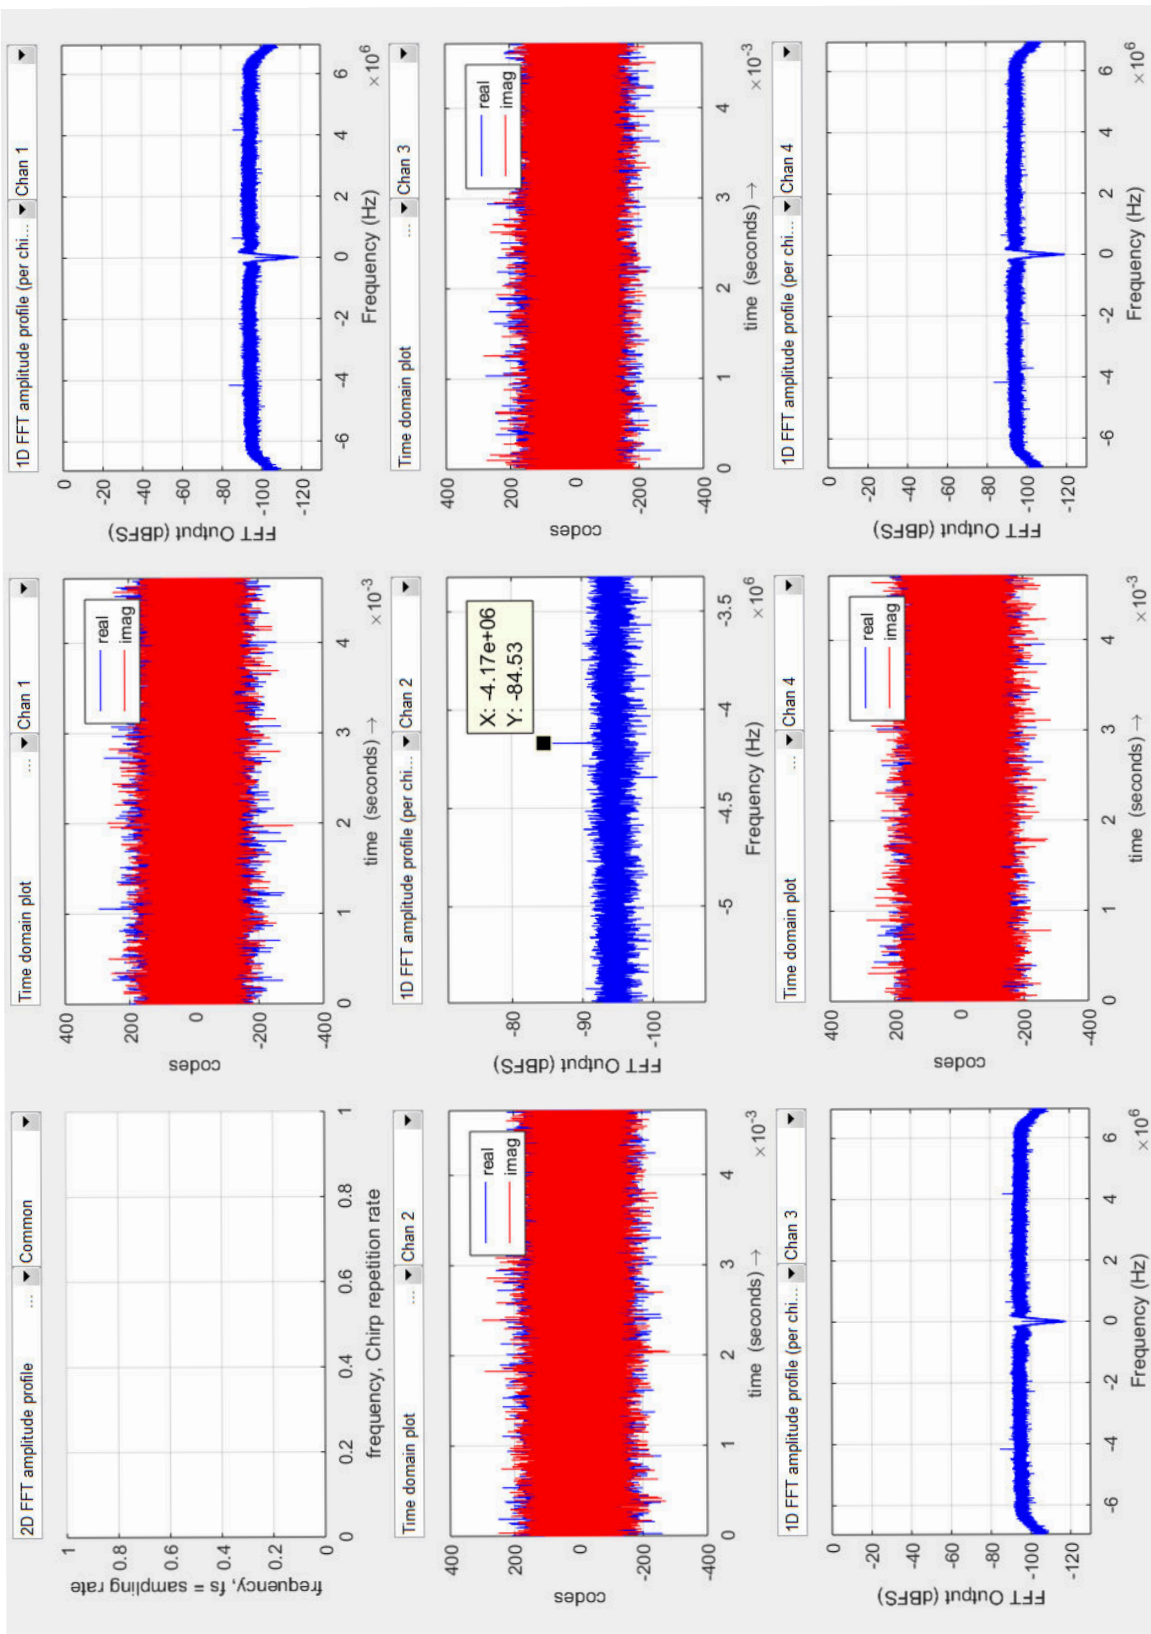 2D FFT amplitude profile ... Common
1
0.8
0.6
0.4
0.2
0
frequency, fs = sampling rate
0 0.2 0.4 0.6 0.8 1
frequency, Chirp repetition rate
Time domain plot ... Chan 1
400
200
0
-200
-400
codes
real
imag
0 1 2 3 4
×10⁻³
time (seconds) →
1D FFT amplitude profile (per chi... Chan 1
0
-20
-40
-60
-80
-100
-120
FFT Output (dBFS)
-6 -4 -2 0 2 4 6
×10⁶
Frequency (Hz)
Time domain plot ... Chan 2
400
200
0
-200
-400
codes
real
imag
0 1 2 3 4
×10⁻³
time (seconds) →
1D FFT amplitude profile (per chi... Chan 2
-80
-90
-100
FFT Output (dBFS)
X: -4.17e+06
Y: -84.53
-5 -4.5 -4 -3.5
×10⁶
Frequency (Hz)
Time domain plot ... Chan 3
400
200
0
-200
-400
codes
real
imag
0 1 2 3 4
×10⁻³
time (seconds) →
1D FFT amplitude profile (per chi... Chan 3
0
-20
-40
-60
-80
-100
-120
FFT Output (dBFS)
-6 -4 -2 0 2 4 6
×10⁶
Frequency (Hz)
Time domain plot ... Chan 4
400
200
0
-200
-400
codes
real
imag
0 1 2 3 4
×10⁻³
time (seconds) →
1D FFT amplitude profile (per chi... Chan 4
0
-20
-40
-60
-80
-100
-120
FFT Output (dBFS)
-6 -4 -2 0 2 4 6
×10⁶
Frequency (Hz)